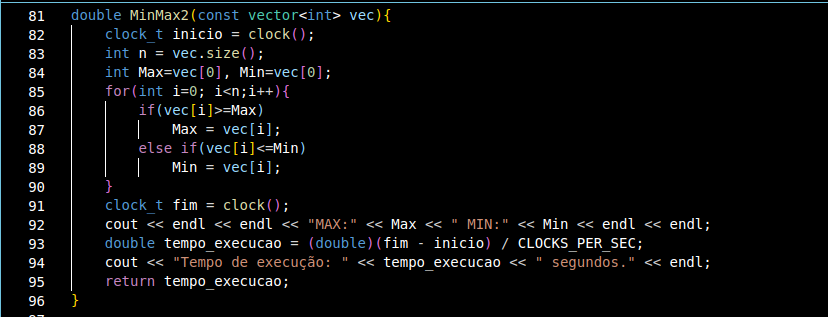 81 double MinMax2(const vector<int> vec){
82     clock_t inicio = clock();
83     int n = vec.size();
84     int Max=vec[0], Min=vec[0];
85     for(int i=0; i<n;i++){
86         if(vec[i]>=Max)
87             Max = vec[i];
88         else if(vec[i]<=Min)
89             Min = vec[i];
90     }
91     clock_t fim = clock();
92     cout << endl << endl << "MAX:" << Max << " MIN:" << Min << endl << endl;
93     double tempo_execucao = (double)(fim - inicio) / CLOCKS_PER_SEC;
94     cout << "Tempo de execução: " << tempo_execucao << " segundos." << endl;
95     return tempo_execucao;
96 }